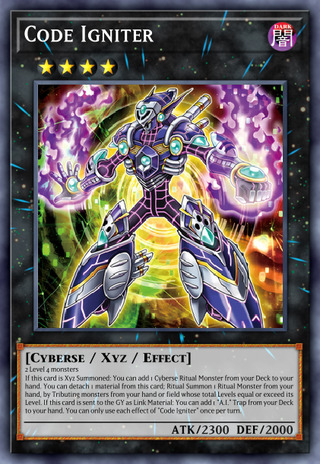 Code Igniter
DARK
闇
[Cyberse / Xyz / Effect]
2 Level 4 monsters
If this card is Xyz Summoned: You can add 1 Cyberse Ritual Monster from your Deck to your
hand. You can detach 1 material from this card; Ritual Summon 1 Ritual Monster from your
hand, by Tributing monsters from your hand or field whose total Levels equal or exceed its
Level. If this card is sent to the GY as Link Material: You can add 1 "A.I." Trap from your Deck
to your hand. You can only use each effect of "Code Igniter" once per turn.
ATK/2300 DEF/2000